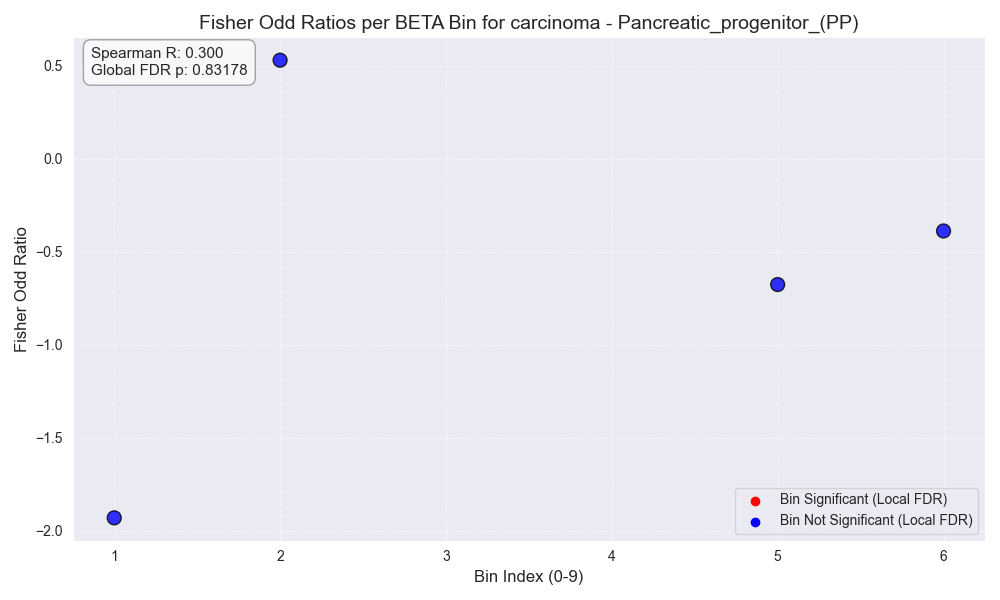 Fisher Odd Ratios per BETA Bin for carcinoma - Pancreatic_progenitor_(PP)
Spearman R: 0.300
Global FDR p: 0.83178
Fisher Odd Ratio
0.5
0.0
−0.5
−1.0
−1.5
−2.0
Bin Significant (Local FDR)
Bin Not Significant (Local FDR)
1 2 3 4 5 6
Bin Index (0-9)